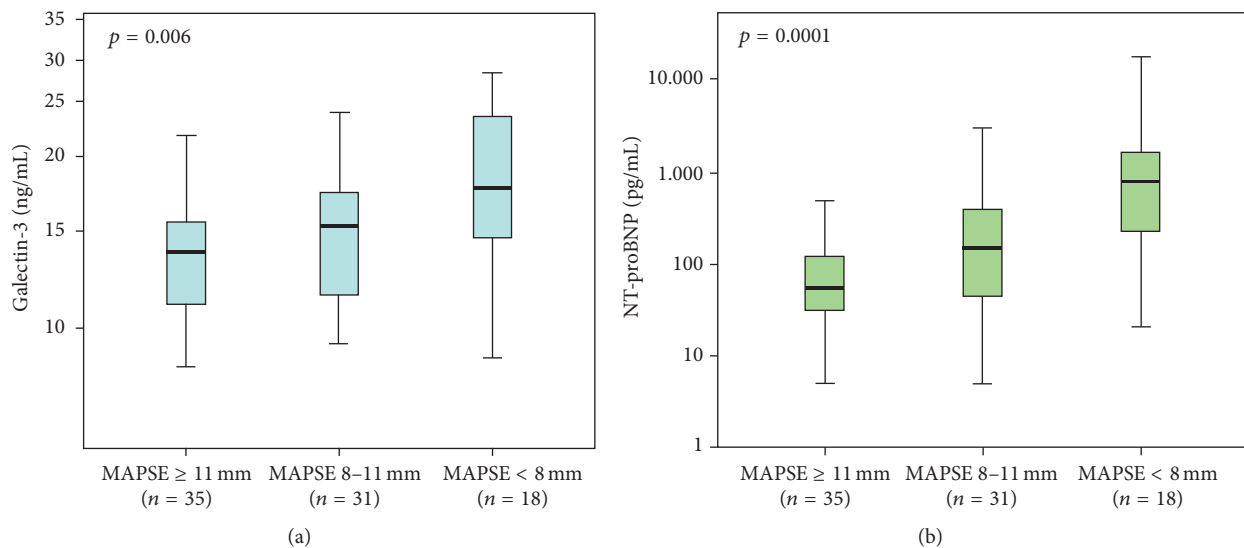 35
30
25
20
15
10
Galectin-3 (ng/mL)
p = 0.006
MAPSE ≥ 11 mm
(n = 35)
MAPSE 8–11 mm
(n = 31)
MAPSE < 8 mm
(n = 18)
(a)
10.000
1.000
100
10
1
NT-proBNP (pg/mL)
p = 0.0001
MAPSE ≥ 11 mm
(n = 35)
MAPSE 8–11 mm
(n = 31)
MAPSE < 8 mm
(n = 18)
(b)